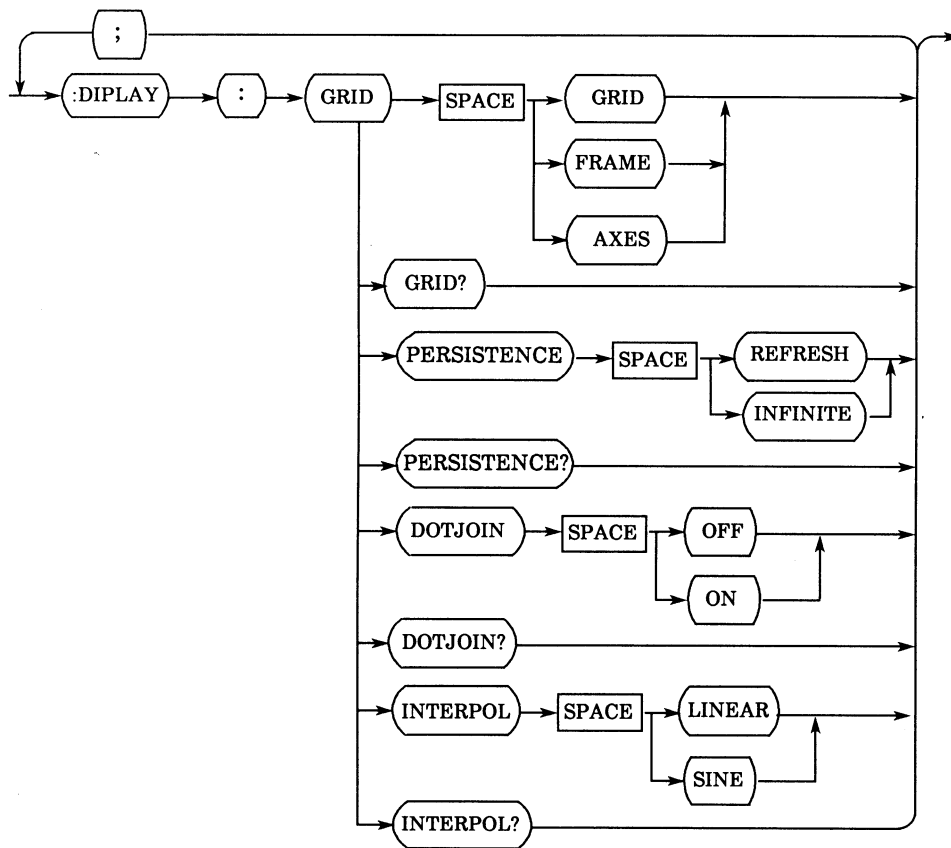 ;
:DIPLAY : GRID SPACE GRID
FRAME
AXES
GRID?
PERSISTENCE SPACE REFRESH
INFINITE
PERSISTENCE?
DOTJOIN SPACE OFF
ON
DOTJOIN?
INTERPOL SPACE LINEAR
SINE
INTERPOL?